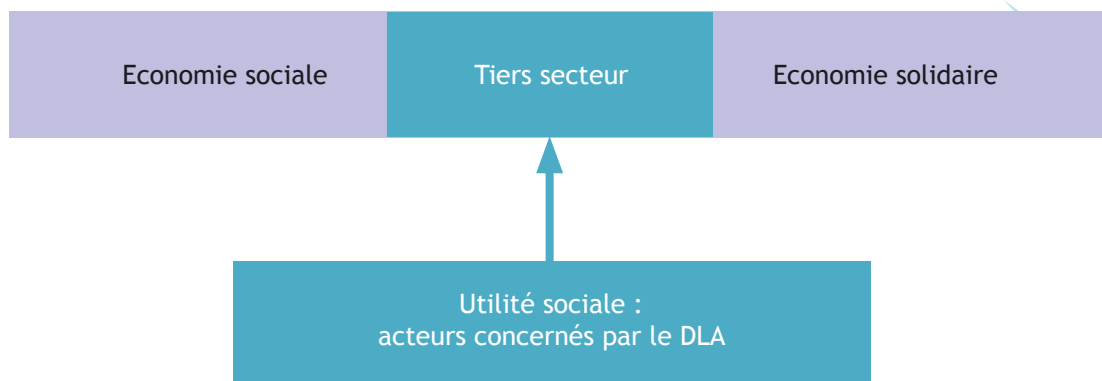 Economie sociale
Tiers secteur
Economie solidaire
Utilité sociale :
acteurs concernés par le DLA